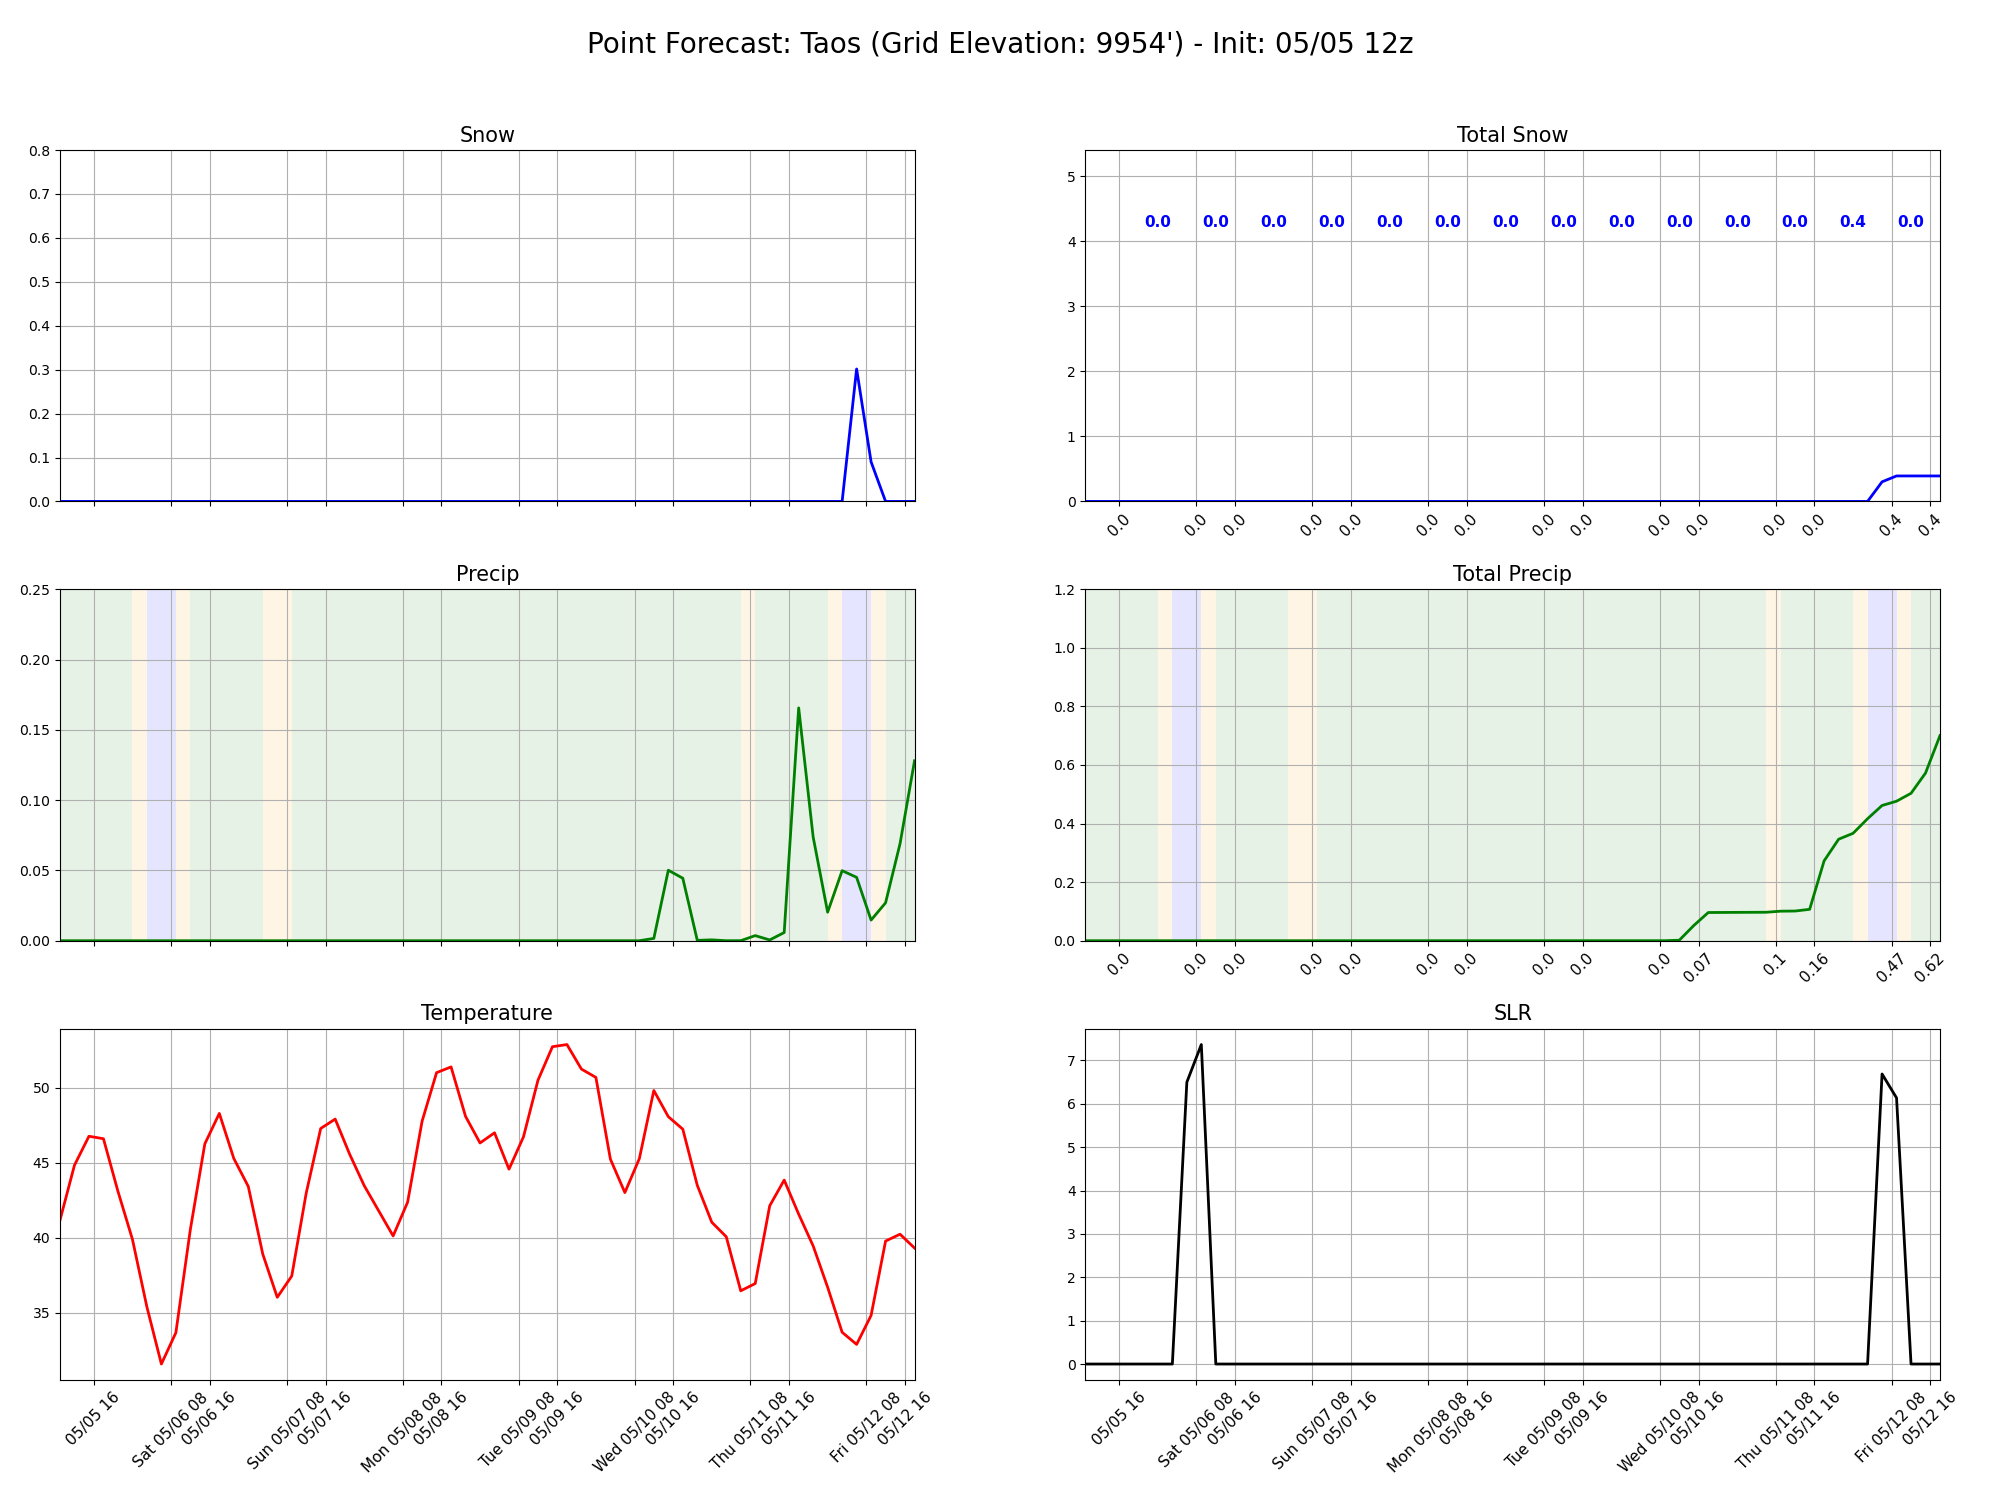 Point Forecast: Taos (Grid Elevation: 9954') - Init: 05/05 12z
Snow
0.8
0.7
0.6
0.5
0.4
0.3
0.2
0.1
0.0
Total Snow
5
4
3
2
1
0
0.0 0.0 0.0 0.0 0.0 0.0 0.0 0.0 0.0 0.0 0.0 0.0 0.4 0.0
0.0 0.0 0.0 0.0 0.0 0.0 0.0 0.0 0.0 0.0 0.0 0.0 0.0 0.4 0.4
Precip
0.25
0.20
0.15
0.10
0.05
0.00
Total Precip
1.2
1.0
0.8
0.6
0.4
0.2
0.0
0.0 0.0 0.0 0.0 0.0 0.0 0.0 0.0 0.0 0.0 0.07 0.1 0.16 0.47 0.62
Temperature
50
45
40
35
05/05 16
Sat 05/06 08
05/06 16
Sun 05/07 08
05/07 16
Mon 05/08 08
05/08 16
Tue 05/09 08
05/09 16
Wed 05/10 08
05/10 16
Thu 05/11 08
05/11 16
Fri 05/12 08
05/12 16
SLR
7
6
5
4
3
2
1
0
05/05 16
Sat 05/06 08
05/06 16
Sun 05/07 08
05/07 16
Mon 05/08 08
05/08 16
Tue 05/09 08
05/09 16
Wed 05/10 08
05/10 16
Thu 05/11 08
05/11 16
Fri 05/12 08
05/12 16